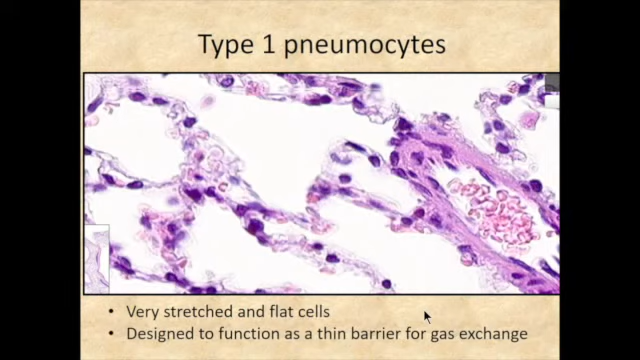 Type 1 pneumocytes
• Very stretched and flat cells
• Designed to function as a thin barrier for gas exchange